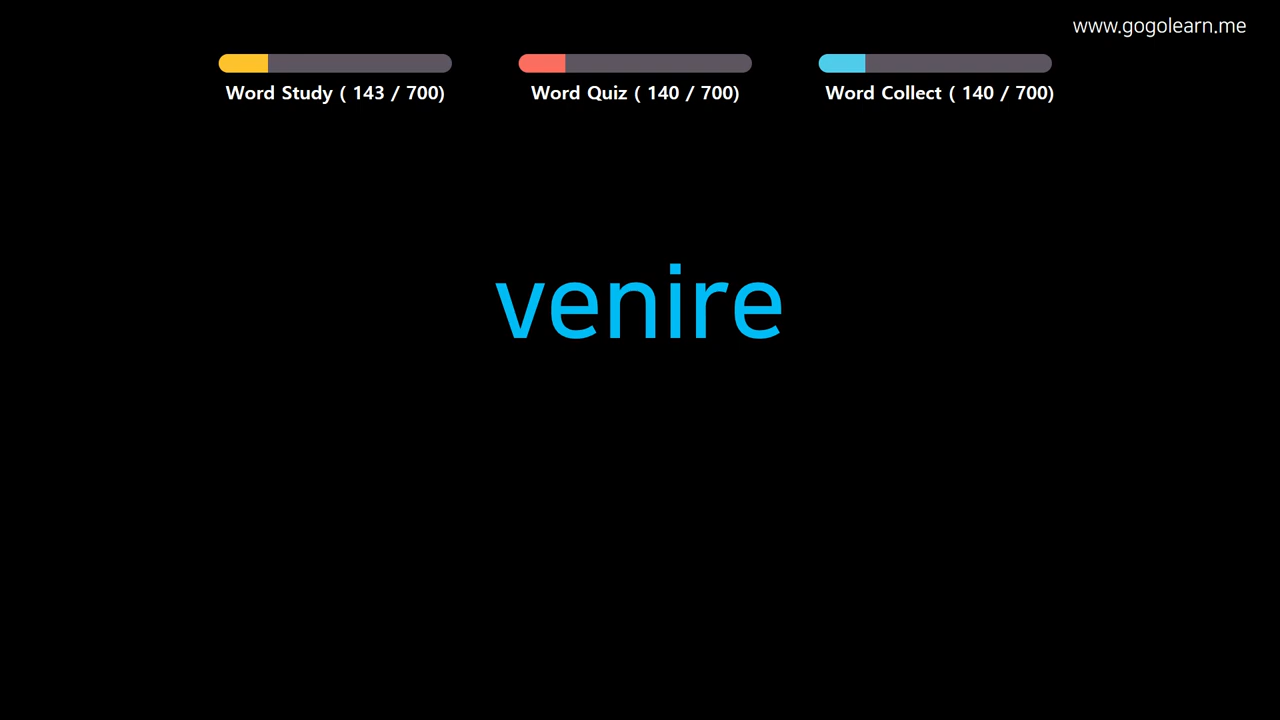 www.gogolearn.me
Word Study ( 143 / 700)
Word Quiz ( 140 / 700)
Word Collect ( 140 / 700)
venire